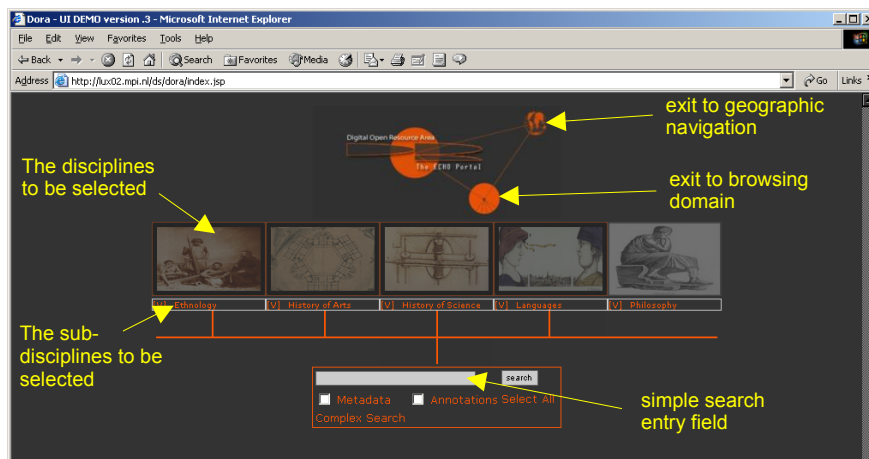 Dora - UI DEMO version .3 - Microsoft Internet Explorer
File Edit View Favorites Tools Help
Back Search Favorites Media
Address http://lux02.mpi.nl/ds/dora/index.jsp Go Links
exit to geographic
navigation
Digital Open Resource Area
The ECHO Portal
The disciplines
to be selected
exit to browsing
domain
[V] Ethnology [V] History of Arts [V] History of Science [V] Languages [V] Philosophy
The sub-
disciplines to be
selected
search
Metadata Annotations Select All
Complex Search
simple search
entry field